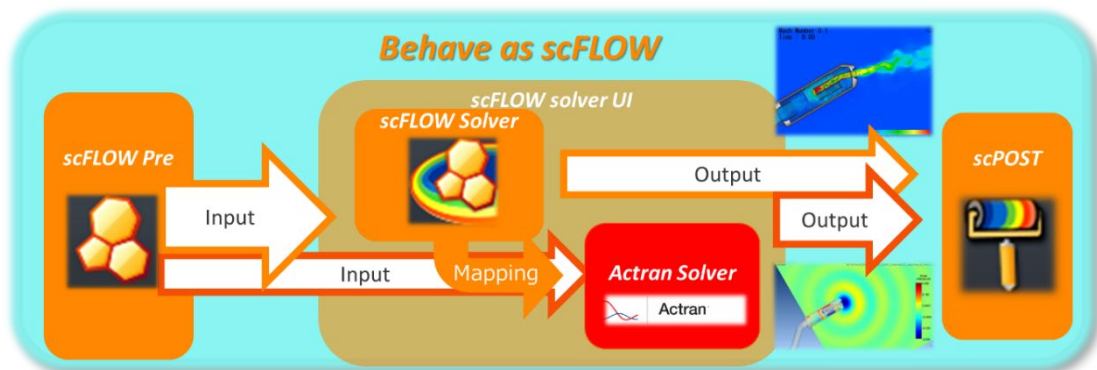 Behave as scFLOW
scFLOW solver UI
scFLOW Pre
scFLOW Solver
scPOST
Input
Output
Output
Input
Mapping
Actran Solver
Actran